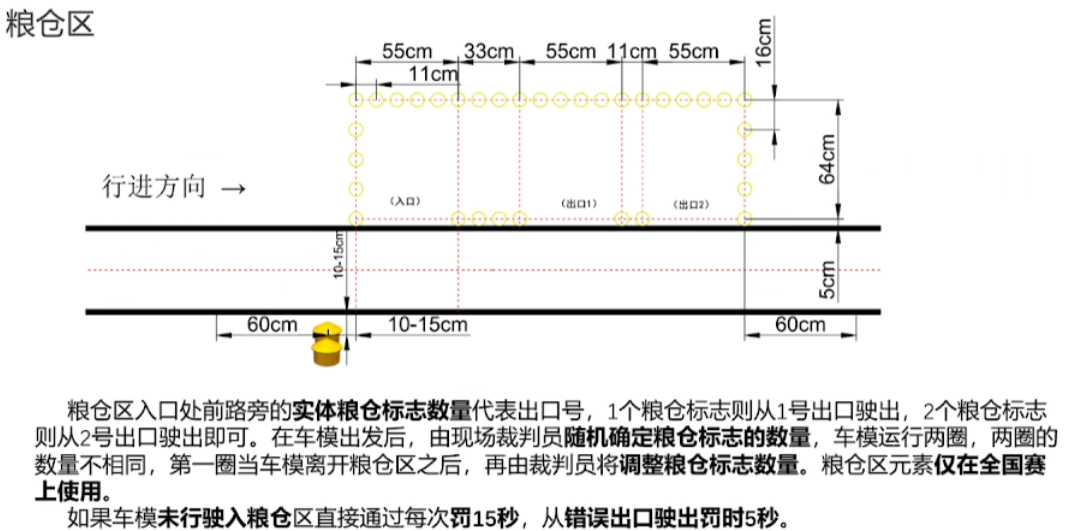 粮仓区
55cm 33cm 55cm 11cm 55cm 16cm
11cm
64cm
行进方向 →
（入口） （出口1） （出口2）
10-15cm
5cm
60cm 10-15cm 60cm
粮仓区入口处前路旁的实体粮仓标志数量代表出口号，1个粮仓标志则从1号出口驶出，2个粮仓标志
则从2号出口驶出即可。在车模出发后，由现场裁判员随机确定粮仓标志的数量，车模运行两圈，两圈的
数量不相同，第一圈当车模离开粮仓区之后，再由裁判员将调整粮仓标志数量。粮仓区元素仅在全国赛
上使用。
如果车模未行驶入粮仓区直接通过每次罚15秒，从错误出口驶出罚时5秒。